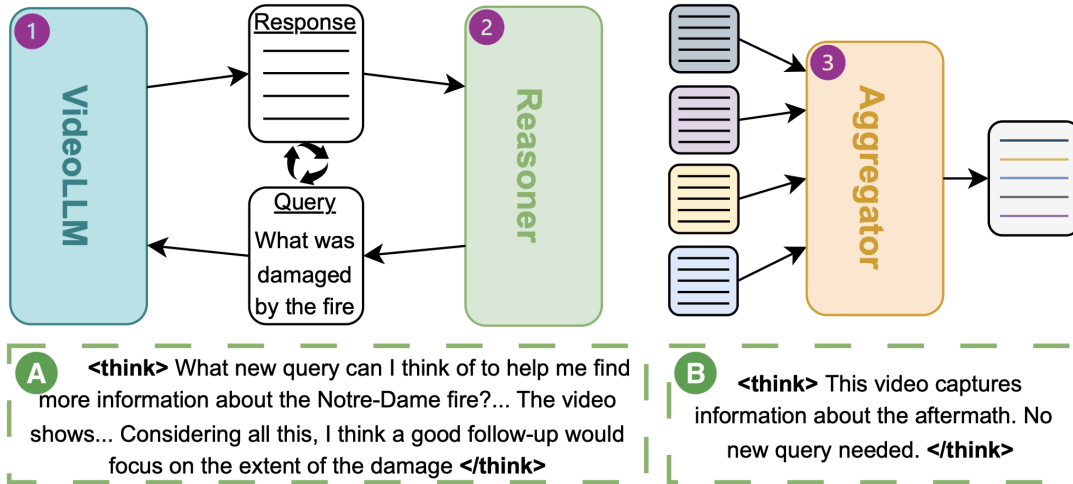 1
VideoLLM
Response
Query
What was
damaged
by the fire
2
Reasoner
3
Aggregator
A
<think> What new query can I think of to help me find
more information about the Notre-Dame fire?... The video
shows... Considering all this, I think a good follow-up would
focus on the extent of the damage </think>
B
<think> This video captures
information about the aftermath. No
new query needed. </think>